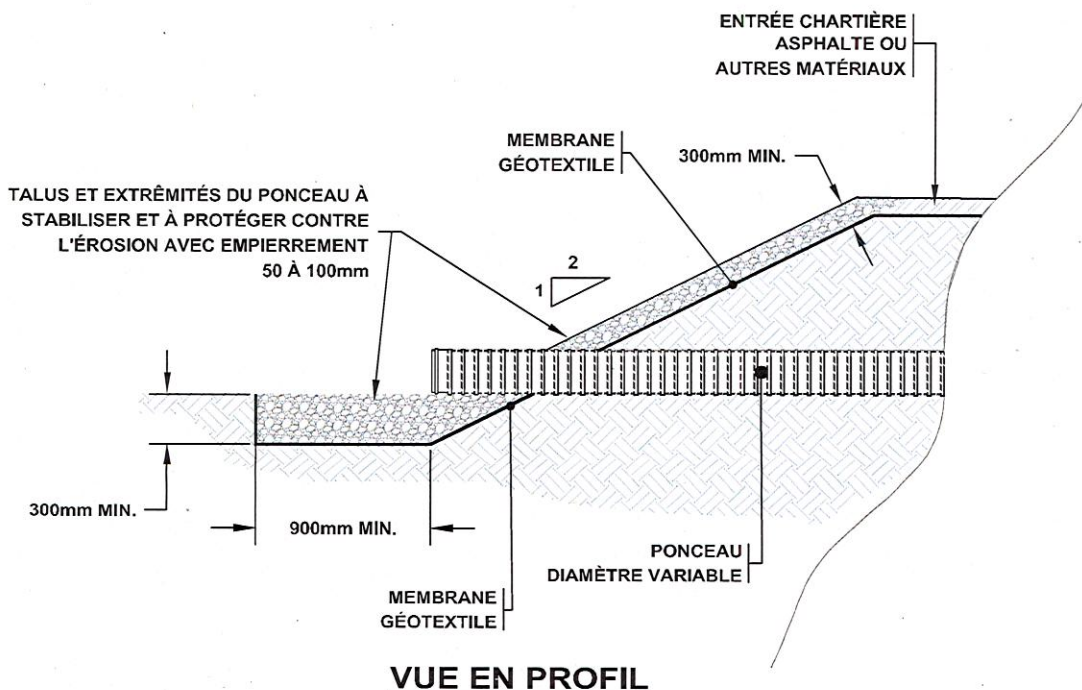 ENTRÉE CHARTIÈRE
ASPHALTE OU
AUTRES MATÉRIAUX
MEMBRANE
GÉOTEXTILE
300mm MIN.
TALUS ET EXTRÊMITÉS DU PONCEAU À
STABILISER ET À PROTÉGER CONTRE
L'ÉROSION AVEC EMPIERREMENT
50 À 100mm
2
1
300mm MIN.
900mm MIN.
PONCEAU
DIAMÈTRE VARIABLE
MEMBRANE
GÉOTEXTILE
VUE EN PROFIL